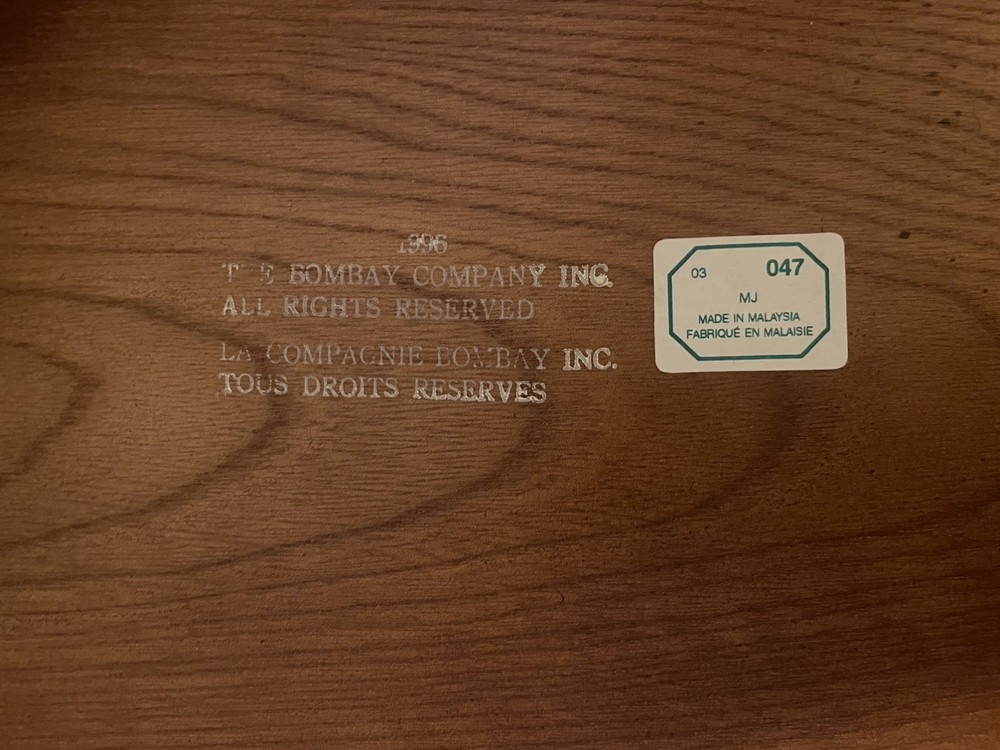 1996
THE BOMBAY COMPANY INC.
ALL RIGHTS RESERVED
LA COMPAGNIE BOMBAY INC.
TOUS DROITS RESERVES
03 047
MJ
MADE IN MALAYSIA
FABRIQUÉ EN MALAISIE